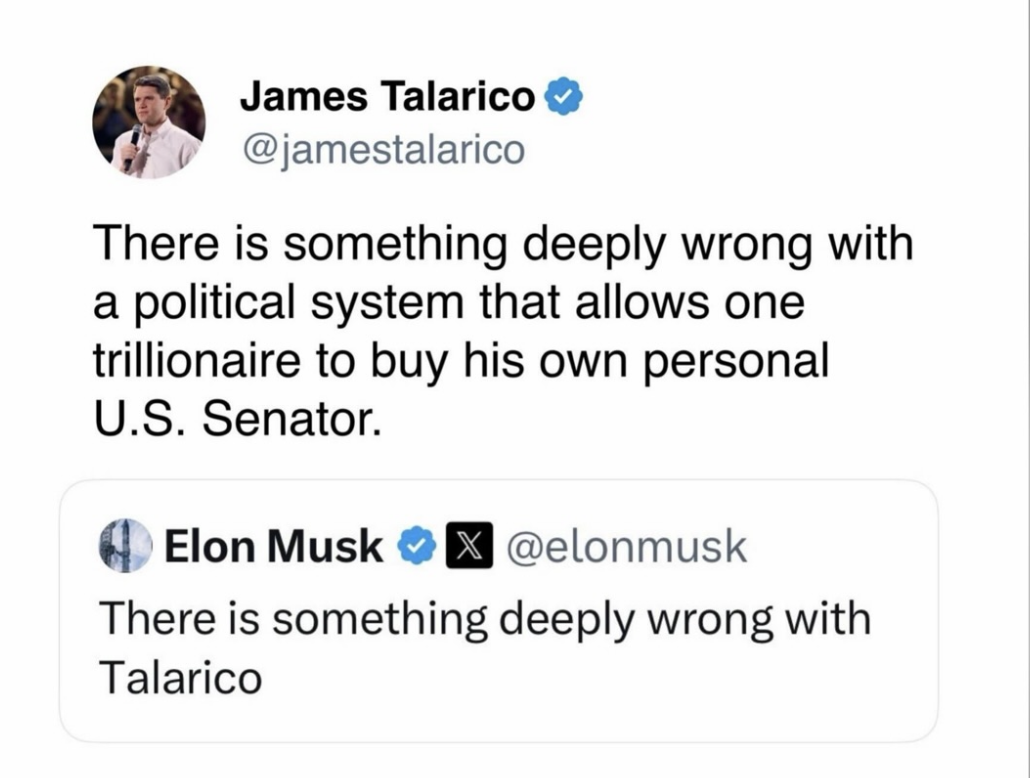 James Talarico
@jamestalarico
There is something deeply wrong with
a political system that allows one
trillionaire to buy his own personal
U.S. Senator.
Elon Musk X @elonmusk
There is something deeply wrong with
Talarico